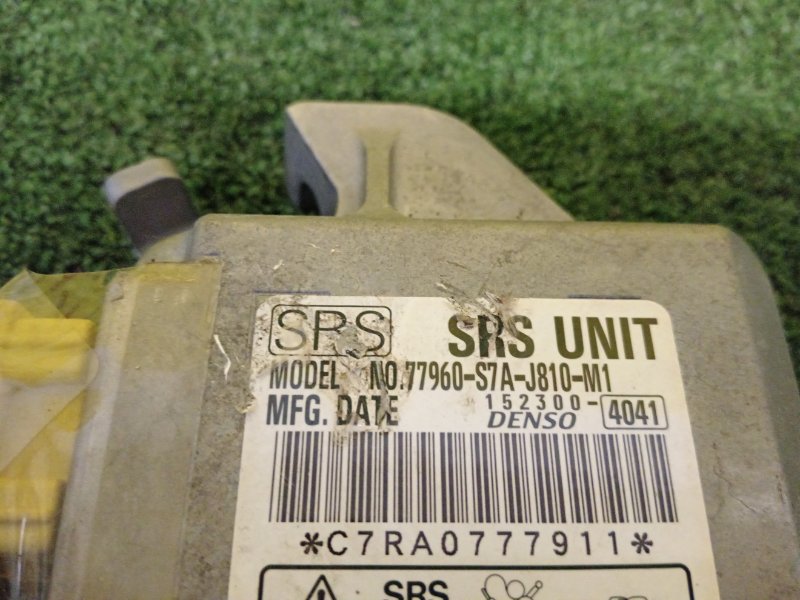 SRS SRS UNIT
MODEL NO.77960-S7A-J810-M1
MFG. DATE 152300-4041
DENSO
*C7RA0777911*
SRS